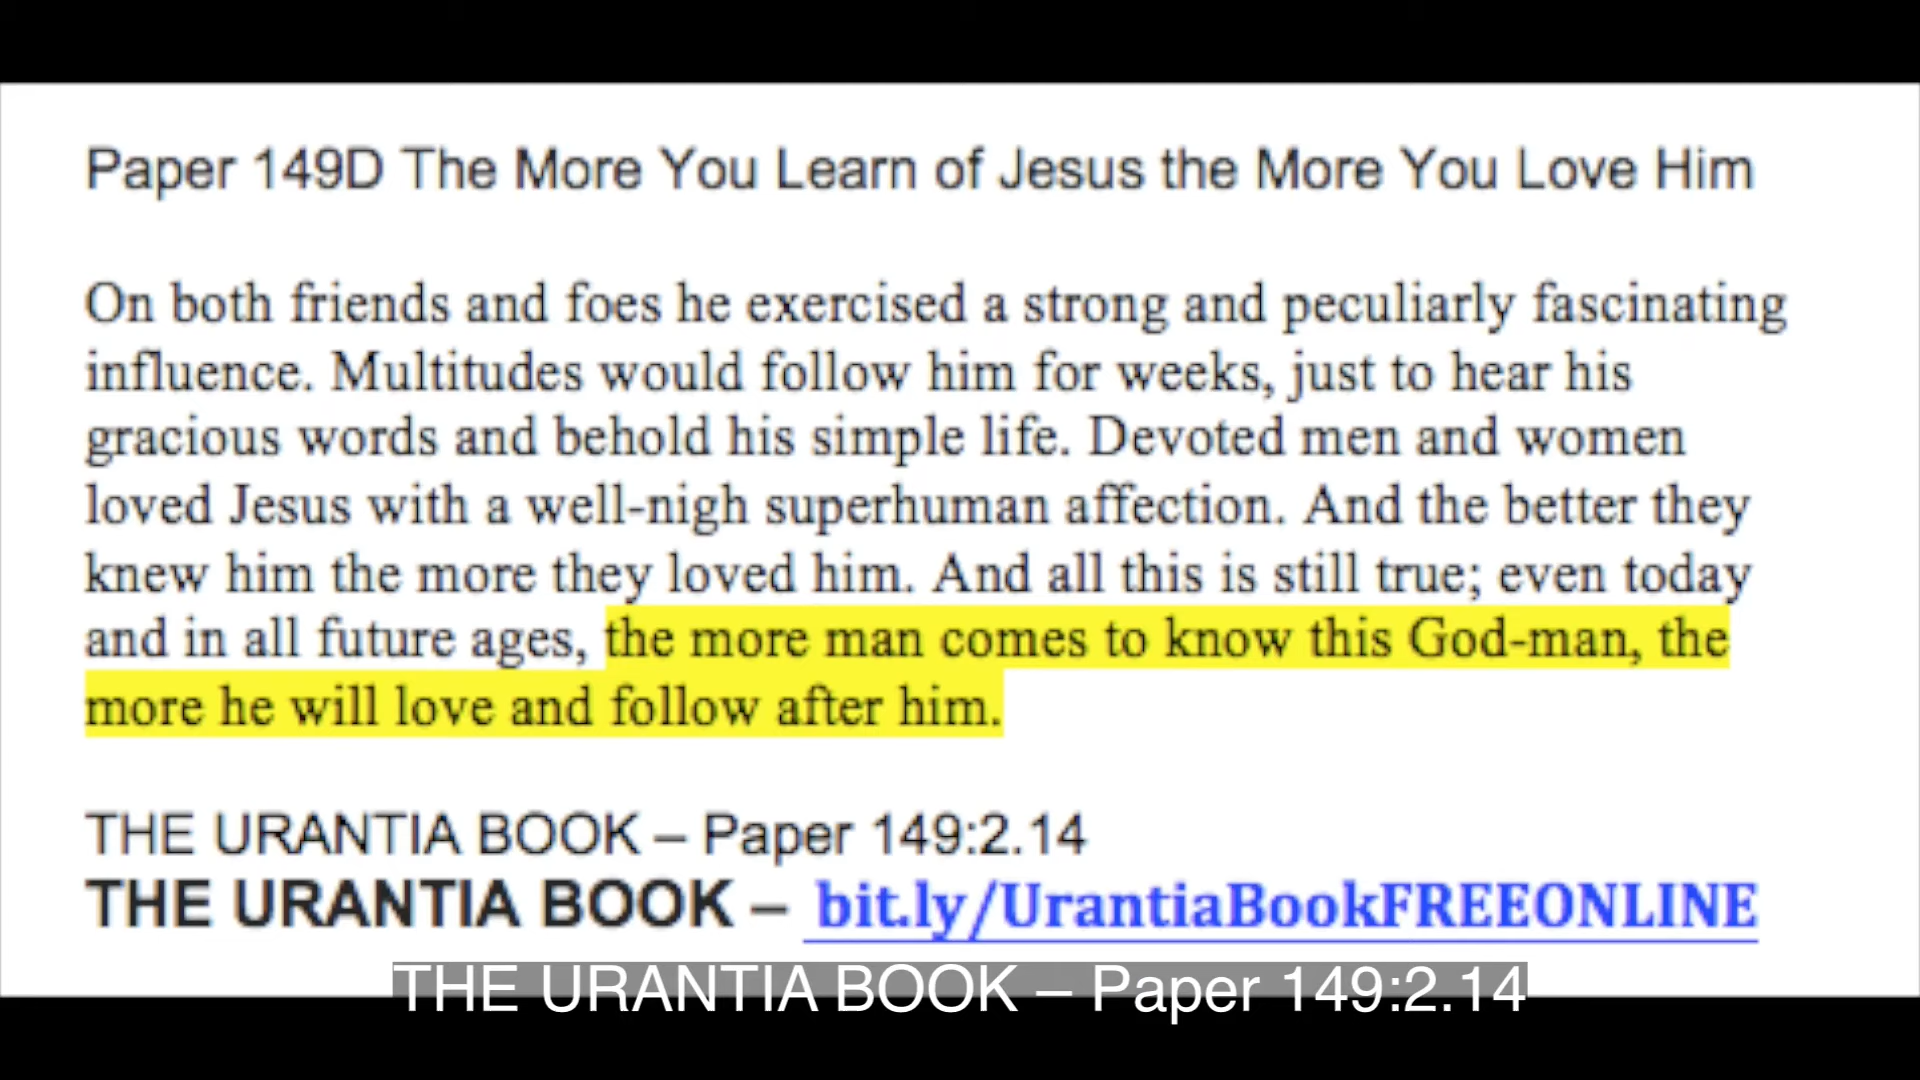 Paper 149D The More You Learn of Jesus the More You Love Him
On both friends and foes he exercised a strong and peculiarly fascinating
influence. Multitudes would follow him for weeks, just to hear his
gracious words and behold his simple life. Devoted men and women
loved Jesus with a well-nigh superhuman affection. And the better they
knew him the more they loved him. And all this is still true; even today
and in all future ages, the more man comes to know this God-man, the
more he will love and follow after him.
THE URANTIA BOOK – Paper 149:2.14
THE URANTIA BOOK – bit.ly/UrantiaBookFREEONLINE
THE URANTIA BOOK – Paper 149:2.14